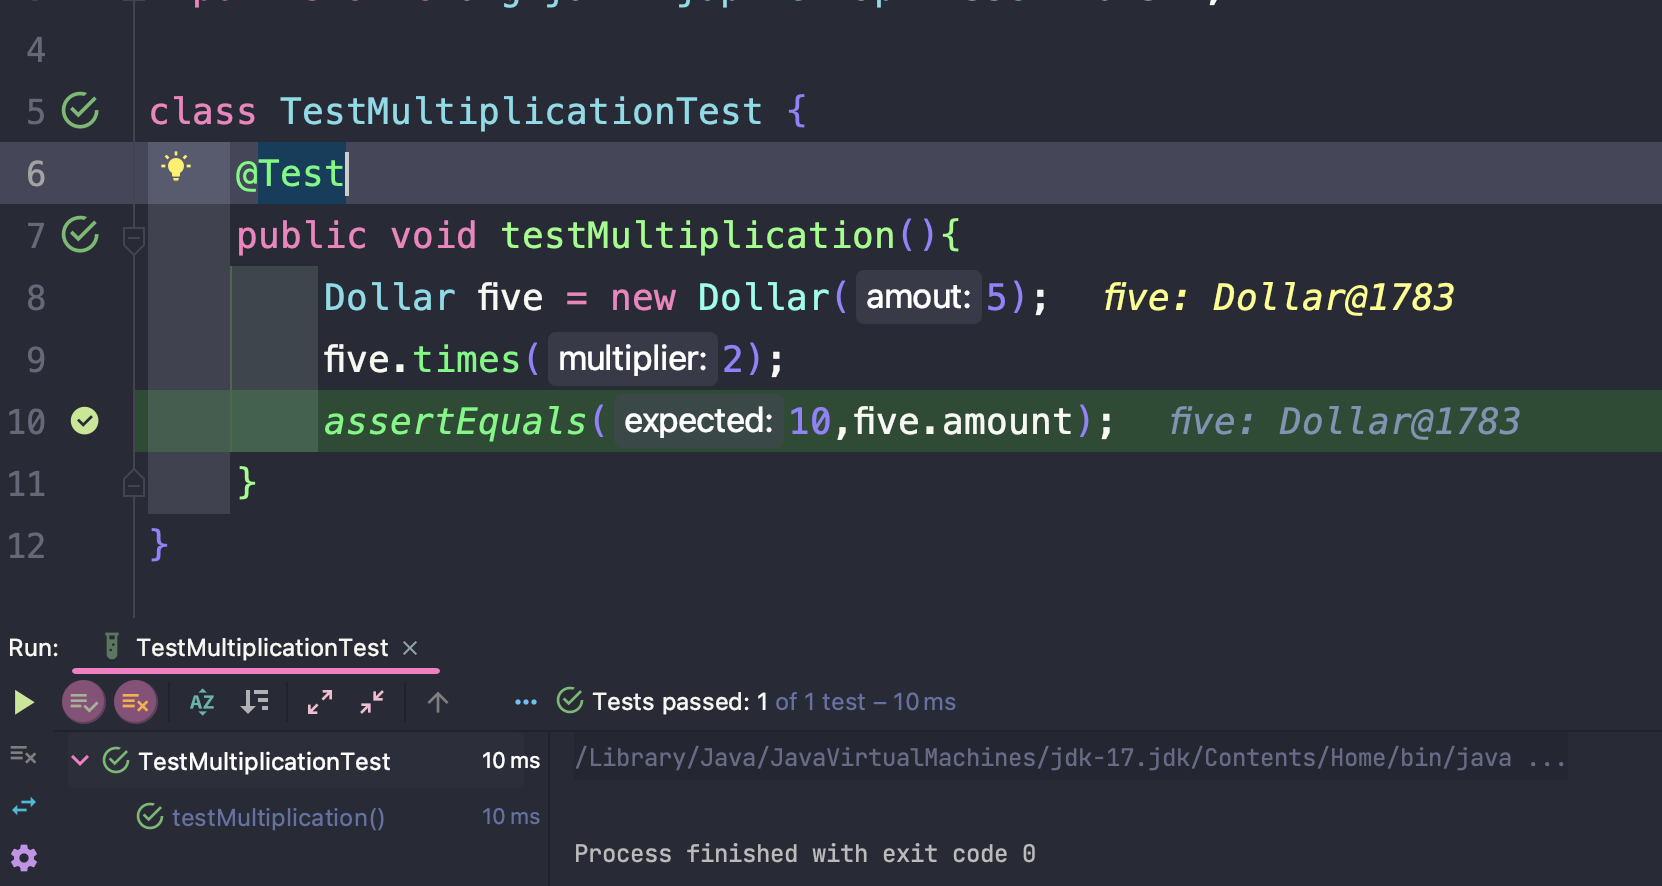 4
5 class TestMultiplicationTest {
6 @Test
7 public void testMultiplication(){
8 Dollar five = new Dollar( amout: 5); five: Dollar@1783
9 five.times( multiplier: 2);
10 assertEquals( expected: 10,five.amount); five: Dollar@1783
11 }
12 }
Run: TestMultiplicationTest ×
AZ Tests passed: 1 of 1 test – 10 ms
TestMultiplicationTest 10 ms
/Library/Java/JavaVirtualMachines/jdk-17.jdk/Contents/Home/bin/java ...
testMultiplication() 10 ms
Process finished with exit code 0